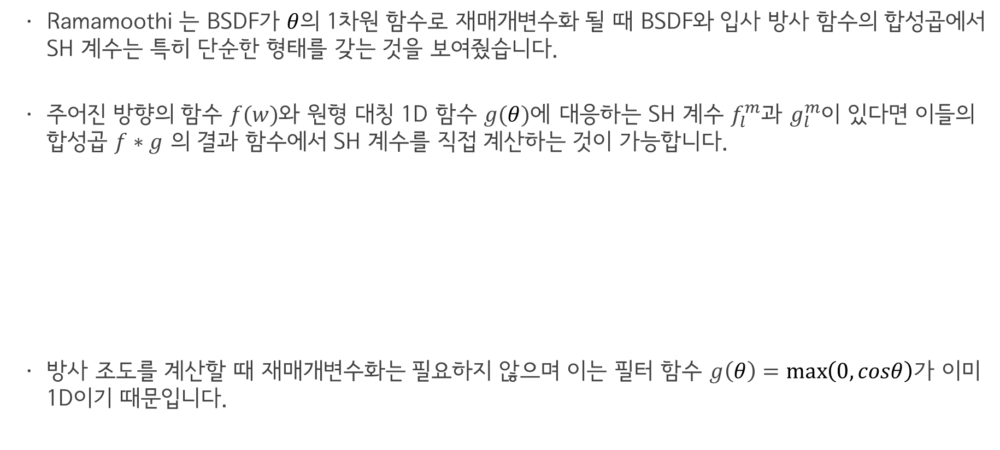 · Ramamoothi 는 BSDF가 θ의 1차원 함수로 재매개변수화 될 때 BSDF와 입사 방사 함수의 합성곱에서
SH 계수는 특히 단순한 형태를 갖는 것을 보여줬습니다.
· 주어진 방향의 함수 f(w)와 원형 대칭 1D 함수 g(θ)에 대응하는 SH 계수 f_l^m과 g_l^m이 있다면 이들의
합성곱 f ∗ g 의 결과 함수에서 SH 계수를 직접 계산하는 것이 가능합니다.
· 방사 조도를 계산할 때 재매개변수화는 필요하지 않으며 이는 필터 함수 g(θ) = max(0, cosθ)가 이미
1D이기 때문입니다.